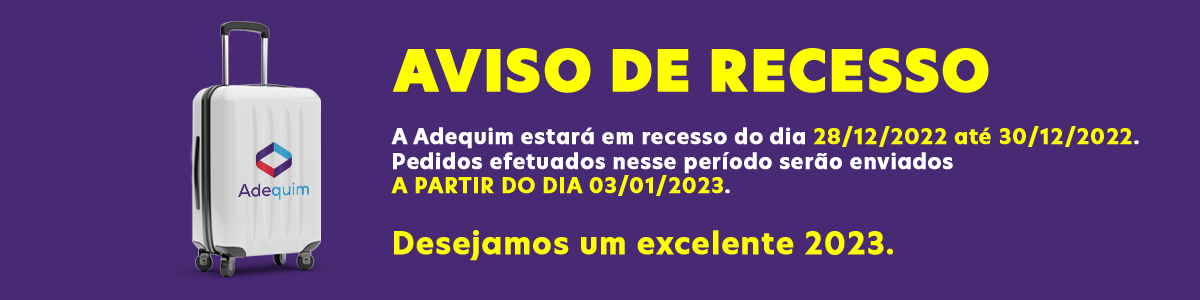 AVISO DE RECESSO
A Adequim estará em recesso do dia 28/12/2022 até 30/12/2022.
Pedidos efetuados nesse período serão enviados
A PARTIR DO DIA 03/01/2023.
Desejamos um excelente 2023.
Adequim